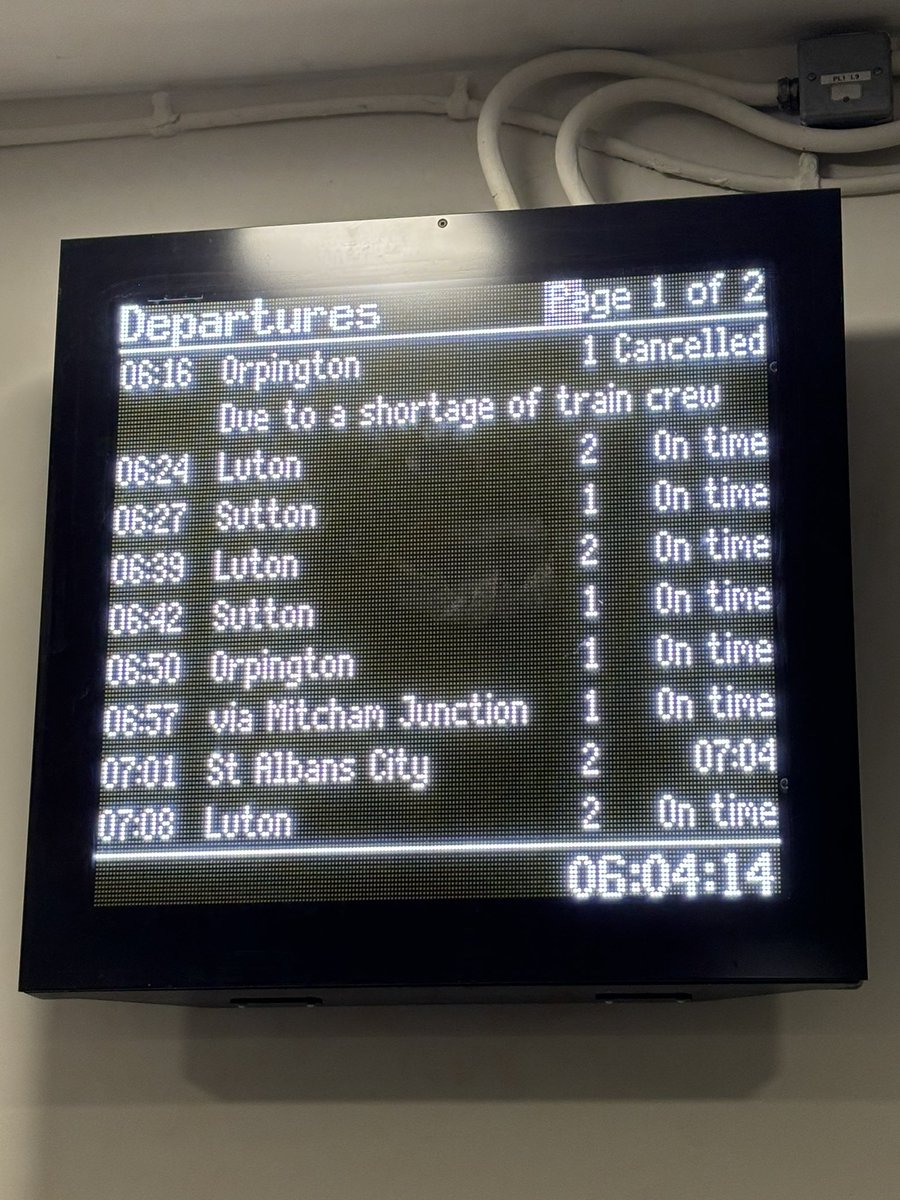 PL1 L9
Departures Page 1 of 2
06:16 Orpington 1 Cancelled
Due to a shortage of train crew
06:24 Luton 2 On time
06:27 Sutton 1 On time
06:39 Luton 2 On time
06:42 Sutton 1 On time
06:50 Orpington 1 On time
06:57 via Mitcham Junction 1 On time
07:01 St Albans City 2 07:04
07:08 Luton 2 On time
06:04:14